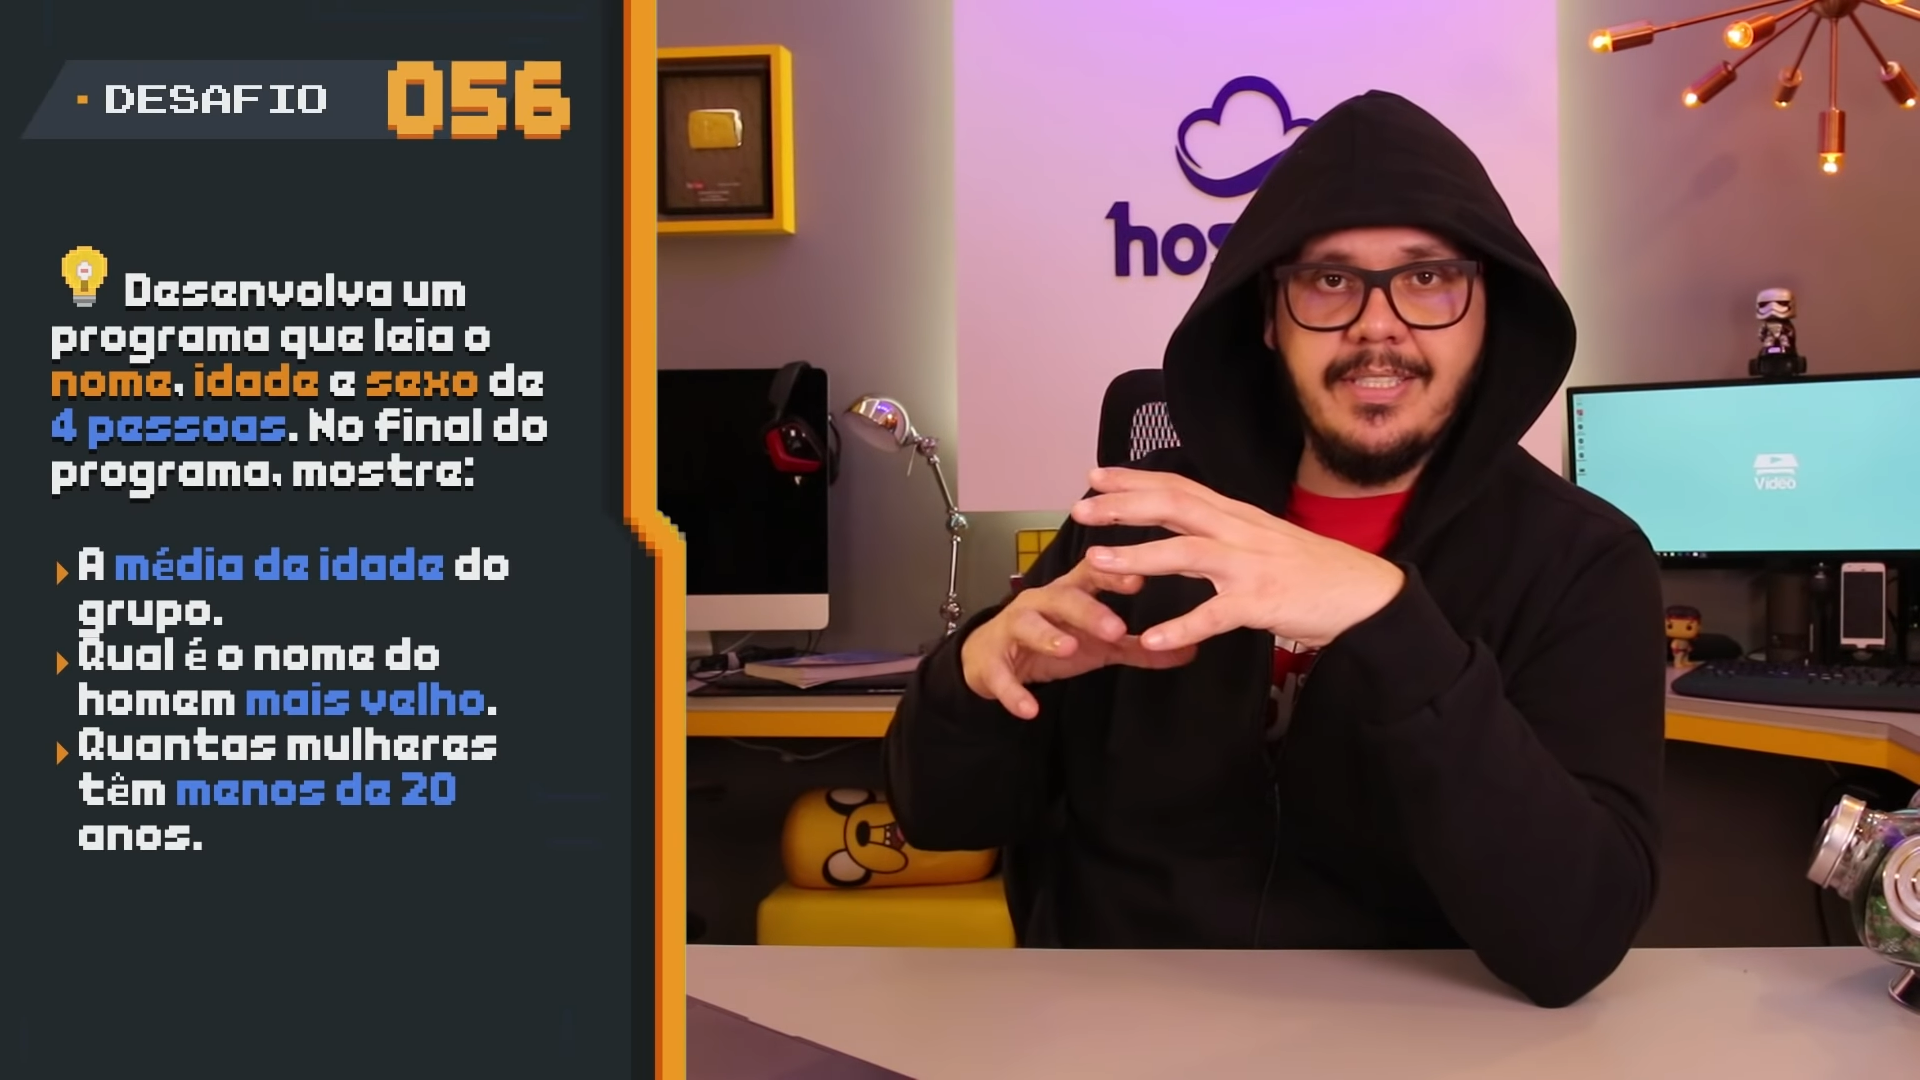 DESAFIO 056
Desenvolva um
programa que leia o
nome, idade e sexo de
4 pessoas. No final do
programa, mostre:
A média de idade do
grupo.
Qual é o nome do
homem mais velho.
Quantas mulheres
têm menos de 20
anos.
hos
Vídeo